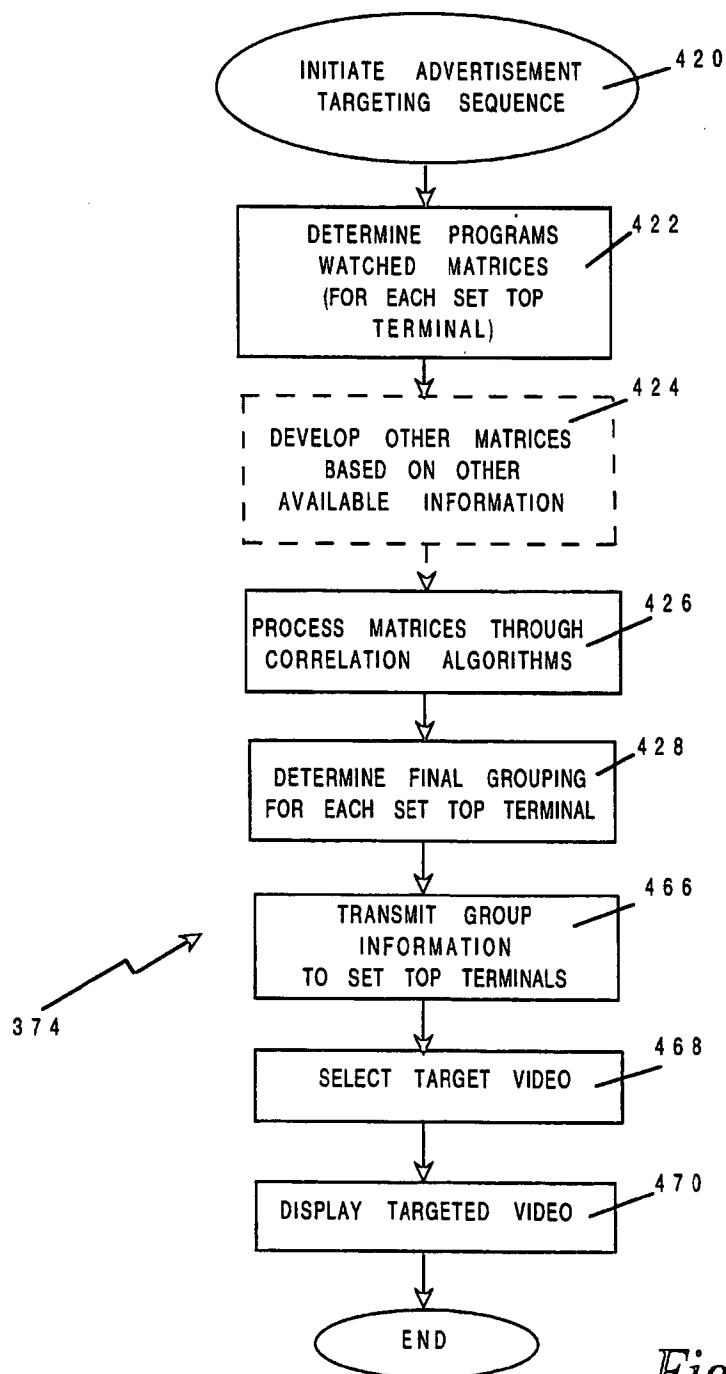 INITIATE ADVERTISEMENT
TARGETING SEQUENCE
420
DETERMINE PROGRAMS
WATCHED MATRICES
(FOR EACH SET TOP
TERMINAL)
422
DEVELOP OTHER MATRICES
BASED ON OTHER
AVAILABLE INFORMATION
424
PROCESS MATRICES THROUGH
CORRELATION ALGORITHMS
426
DETERMINE FINAL GROUPING
FOR EACH SET TOP TERMINAL
428
TRANSMIT GROUP
INFORMATION
TO SET TOP TERMINALS
466
374
SELECT TARGET VIDEO
468
DISPLAY TARGETED VIDEO
470
END
Fig